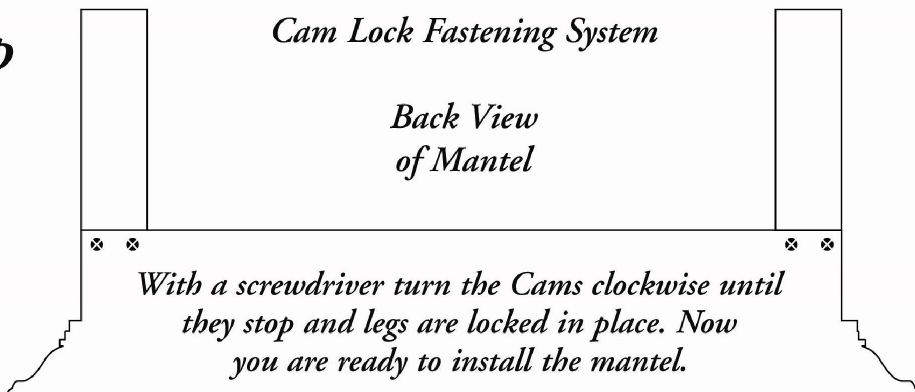 Cam Lock Fastening System
Back View
of Mantel
With a screwdriver turn the Cams clockwise until
they stop and legs are locked in place. Now
you are ready to install the mantel.